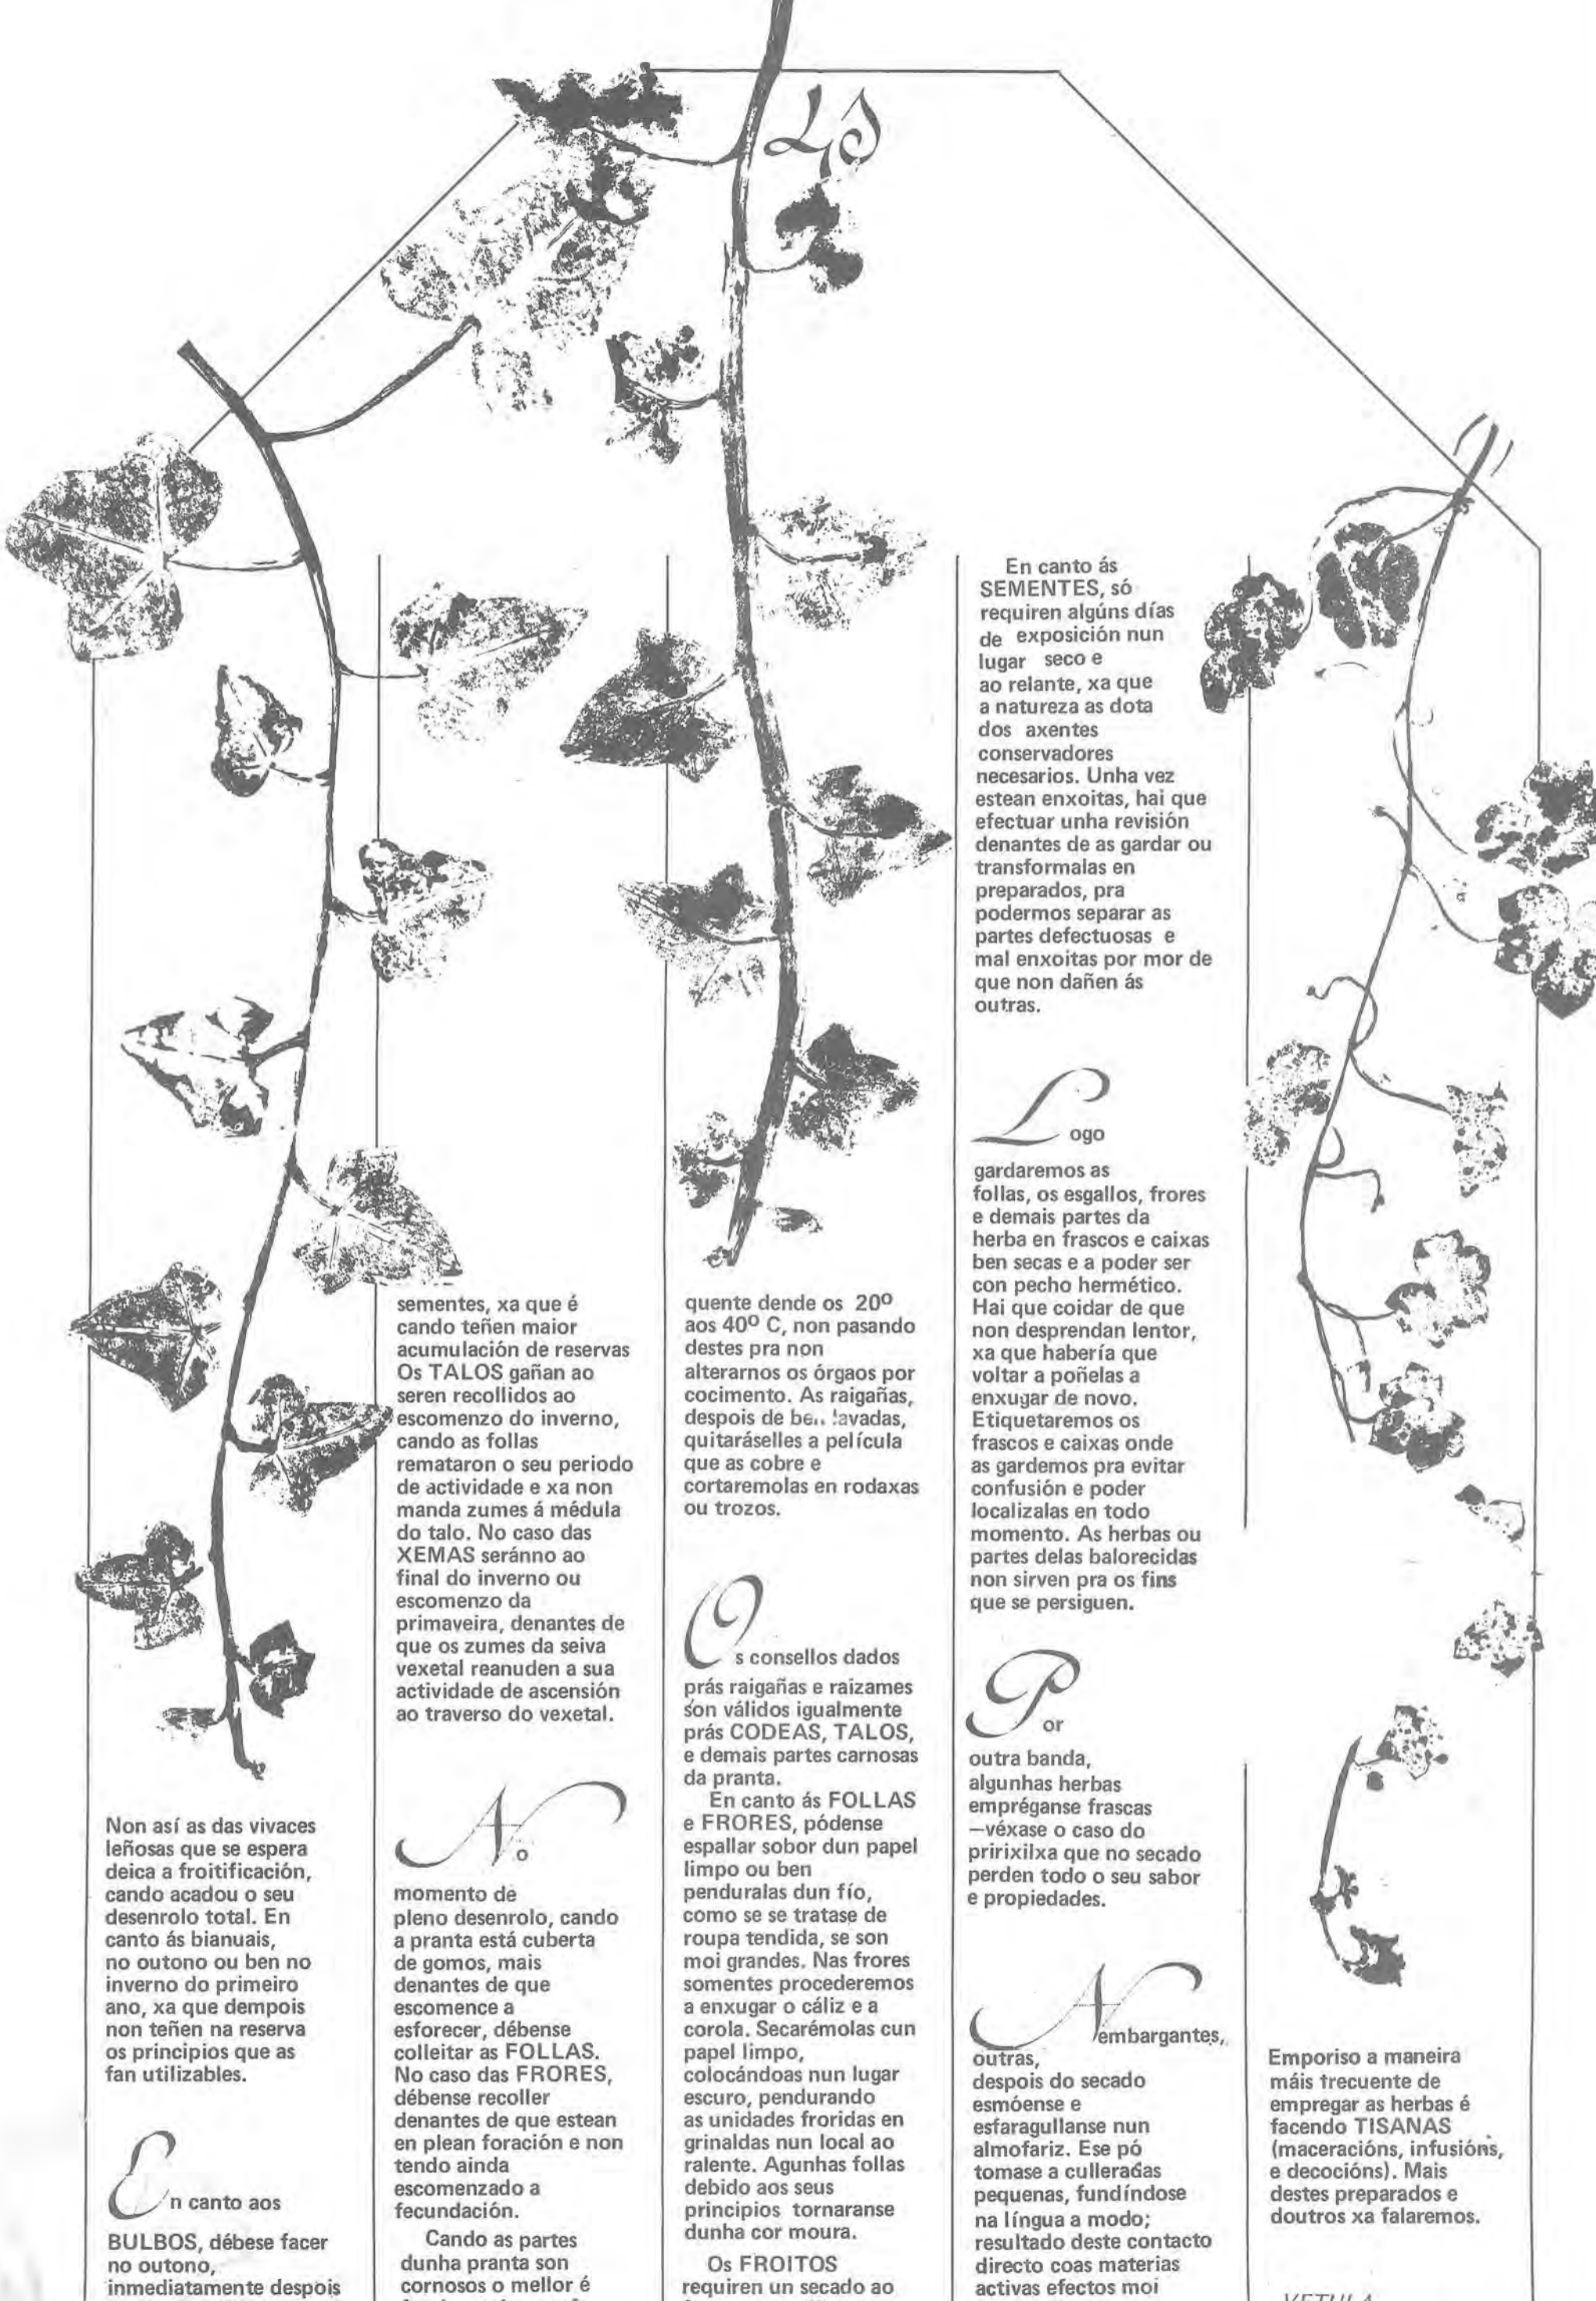 Non así as das vivaces
leñosas que se espera
deica a froitificación,
cando acadou o seu
desenrolo total. En
canto ás bianuais,
no outono ou ben no
inverno do primeiro
ano, xa que dempois
non teñen na reserva
os principios que as
fan utilizables.
En canto aos
BULBOS, débese facer
no outono,
inmediatamente despois
sementes, xa que é
cando teñen maior
acumulación de reservas
Os TALOS gañan ao
seren recollidos ao
escomenzo do inverno,
cando as follas
remataron o seu periodo
de actividade e xa non
manda zumes á médula
do talo. No caso das
XEMAS seránno ao
final do inverno ou
escomenzo da
primaveira, denantes de
que os zumes da seiva
vexetal reanuden a sua
actividade de ascensión
ao traverso do vexetal.
No
momento de
pleno desenrolo, cando
a pranta está cuberta
de gomos, mais
denantes de que
escomence a
esforecer, débense
colleitar as FOLLAS.
No caso das FRORES,
débense recoller
denantes de que estean
en plean foración e non
tendo ainda
escomenzado a
fecundación.
Cando as partes
dunha pranta son
cornosos o mellor é
quente dende os 20º
aos 40º C, non pasando
destes pra non
alterarnos os órgaos por
cocimento. As raigañas,
despois de lavadas,
quitaráselles a película
que as cobre e
cortaremolas en rodaxas
ou trozos.
Os consellos dados
prás raigañas e raizames
son válidos igualmente
prás CODEAS, TALOS,
e demais partes carnosas
da pranta.
En canto ás FOLLAS
e FRORES, pódense
espallar sobor dun papel
limpo ou ben
penduralas dun fío,
como se se tratase de
roupa tendida, se son
moi grandes. Nas frores
somentes procederemos
a enxugar o cáliz e a
corola. Secarémolas cun
papel limpo,
colocándoas nun lugar
escuro, pendurando
as unidades froridas en
grinaldas nun local ao
ralente. Agunhas follas
debido aos seus
principios tornaranse
dunha cor moura.
Os FROITOS
requiren un secado ao
En canto ás
SEMENTES, só
requiren algúns días
de exposición nun
lugar seco e
ao relante, xa que
a natureza as dota
dos axentes
conservadores
necesarios. Unha vez
estean enxoitas, hai que
efectuar unha revisión
denantes de as gardar ou
transformalas en
preparados, pra
podermos separar as
partes defectuosas e
mal enxoitas por mor de
que non dañen ás
outras.
Logo
gardaremos as
follas, os esgallos, frores
e demais partes da
herba en frascos e caixas
ben secas e a poder ser
con pecho hermético.
Hai que coidar de que
non desprendan lentor,
xa que habería que
voltar a poñelas a
enxugar de novo.
Etiquetaremos os
frascos e caixas onde
as gardemos pra evitar
confusión e poder
localizalas en todo
momento. As herbas ou
partes delas balorecidas
non sirven pra os fins
que se persiguen.
Por
outra banda,
algunhas herbas
empréganse frascas
—véxase o caso do
pririxilxa que no secado
perden todo o seu sabor
e propiedades.
Nembargantes,
outras,
despois do secado
esmóense e
esfaragullanse nun
almofariz. Ese pó
tomase a culleradas
pequenas, fundíndose
na língua a modo;
resultado deste contacto
directo coas materias
activas efectos moi
Emporiso a maneira
máis frecuente de
empregar as herbas é
facendo TISANAS
(maceracións, infusións,
e decocións). Mais
destes preparados e
doutros xa falaremos.